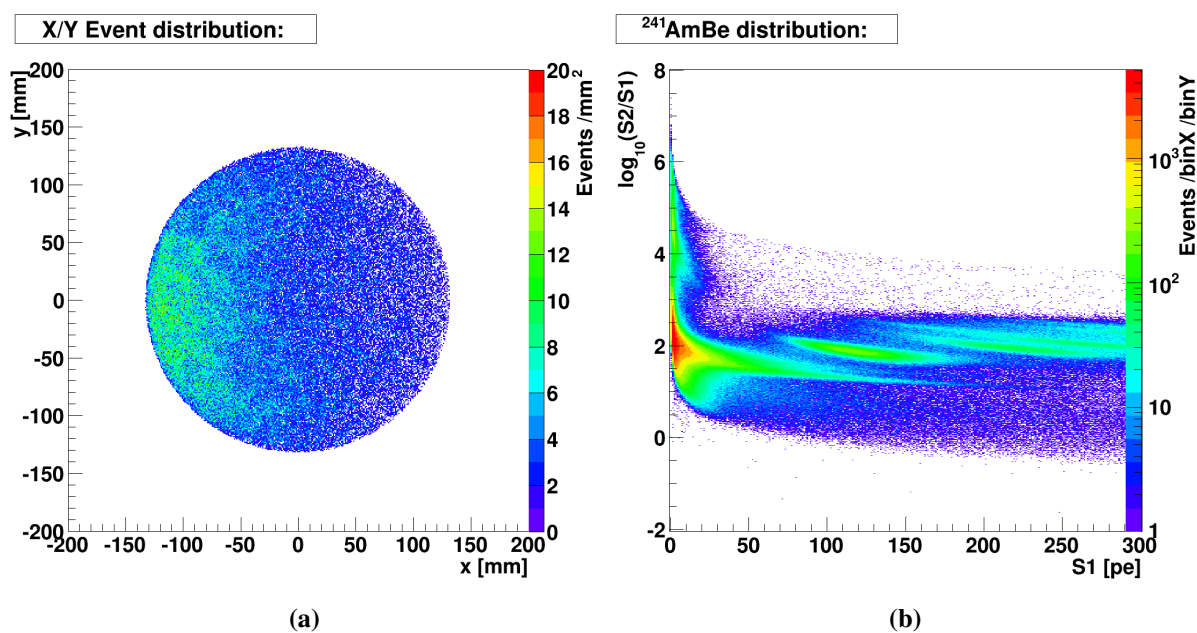 X/Y Event distribution:
y [mm]
200
150
100
50
0
-50
-100
-150
-200
-200 -150 -100 -50 0 50 100 150 200
x [mm]
20
18
16
14
12
10
8
6
4
2
0
Events /mm²
(a)
²⁴¹AmBe distribution:
log₁₀(S2/S1)
8
6
4
2
0
-2
0 50 100 150 200 250 300
S1 [pe]
10³
10²
10
1
Events /binX /binY
(b)